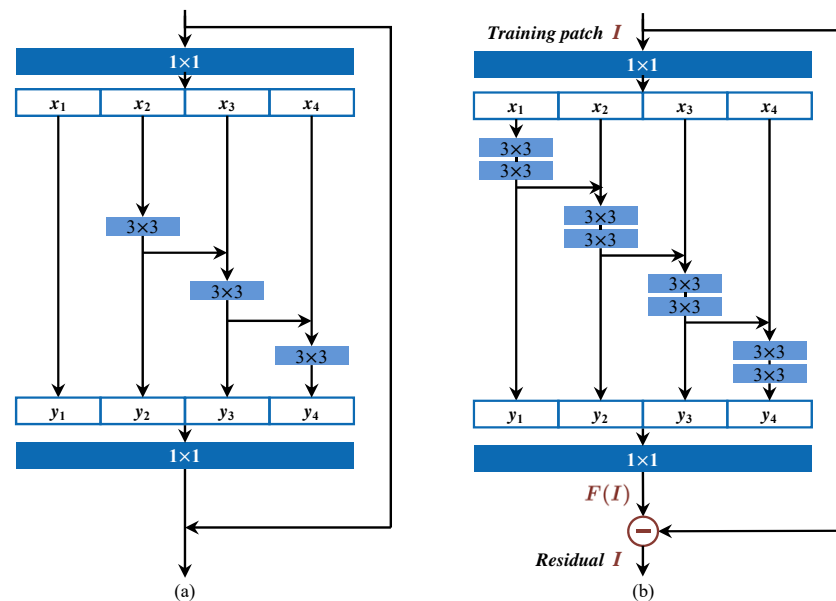 1×1
x1 x2 x3 x4
3×3
3×3
3×3
y1 y2 y3 y4
1×1
(a)
Training patch I
1×1
x1 x2 x3 x4
3×3
3×3
3×3
3×3
3×3
3×3
3×3
3×3
y1 y2 y3 y4
1×1
F(I)
−
Residual I
(b)